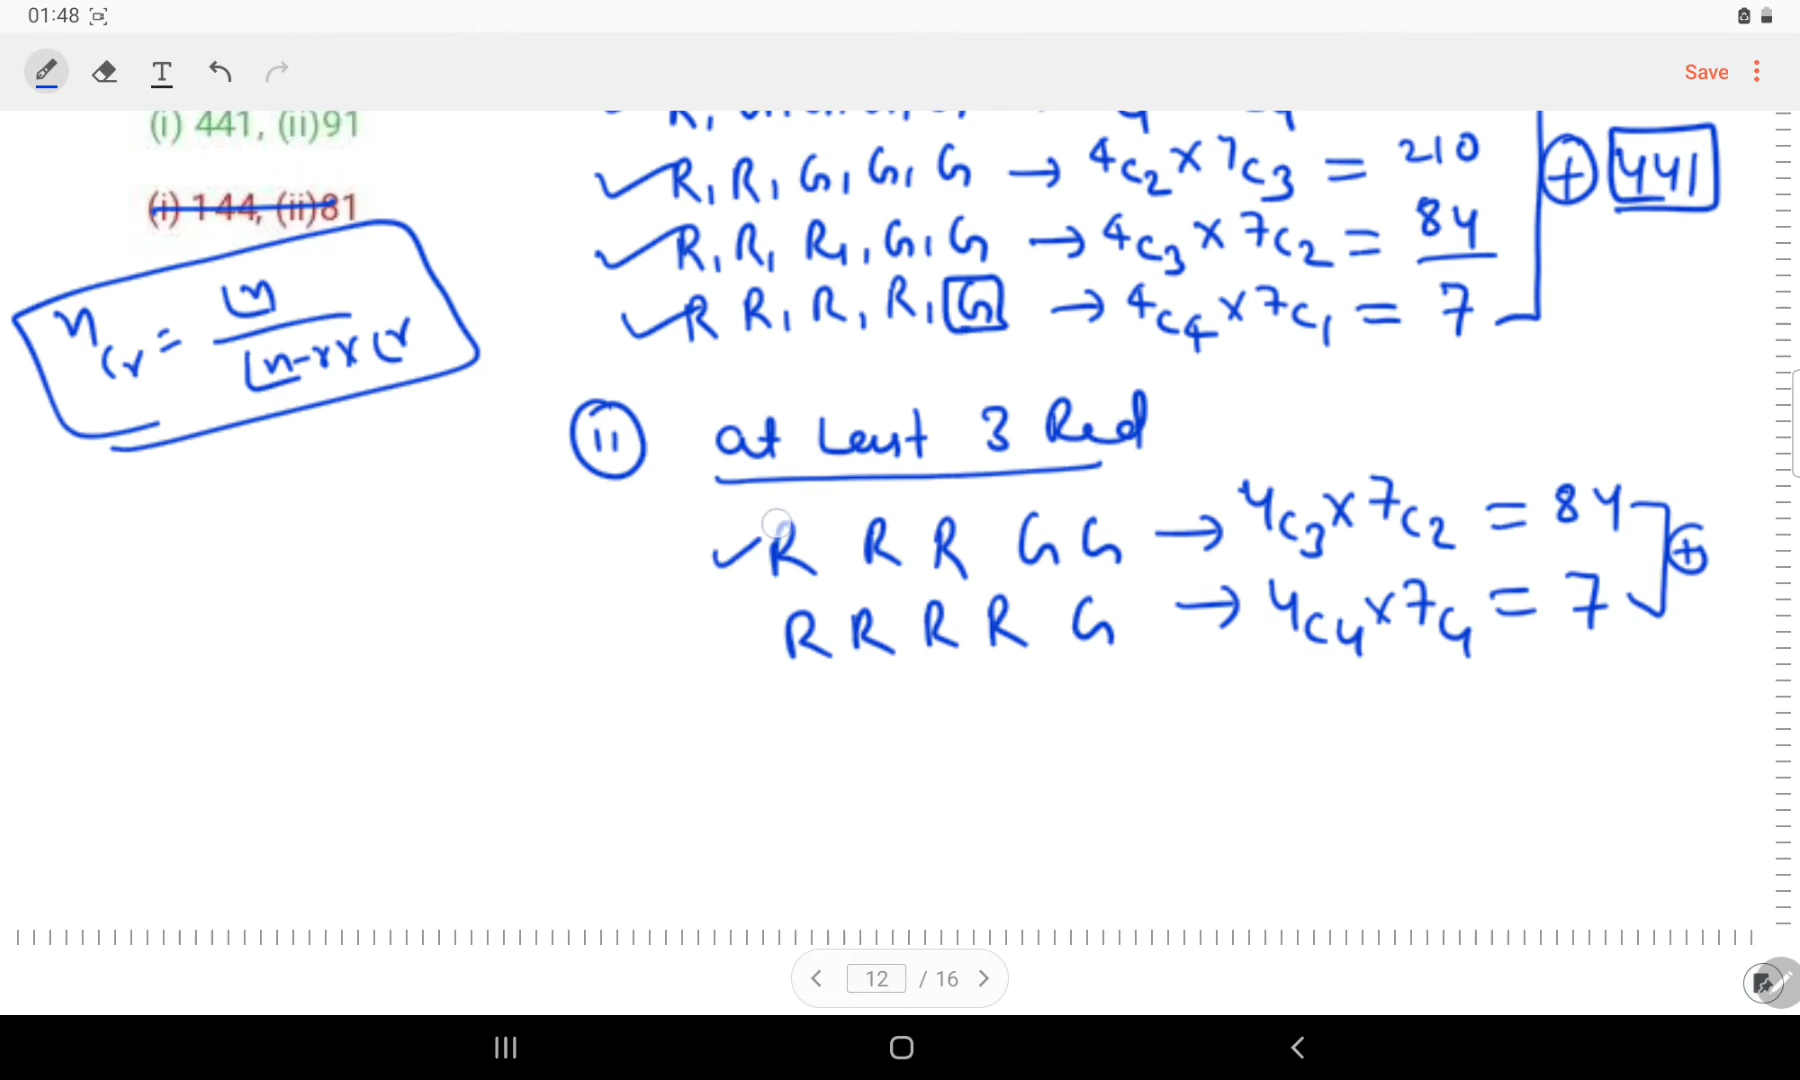 01:48
Save
(i) 441, (ii)91
(i) 144, (ii)81
R, R, G, G, G → 4C2 × 7C3 = 210
⊕ 441
R, R, R, G, G → 4C3 × 7C2 = 84
R R, R, R, G → 4C4 × 7C1 = 7
nCr = ⌊n / ⌊n-r × ⌊r
(ii) at least 3 Red
R R R G G → 4C3 × 7C2 = 84
⊕
R R R R G → 4C4 × 7C1 = 7
12 / 16